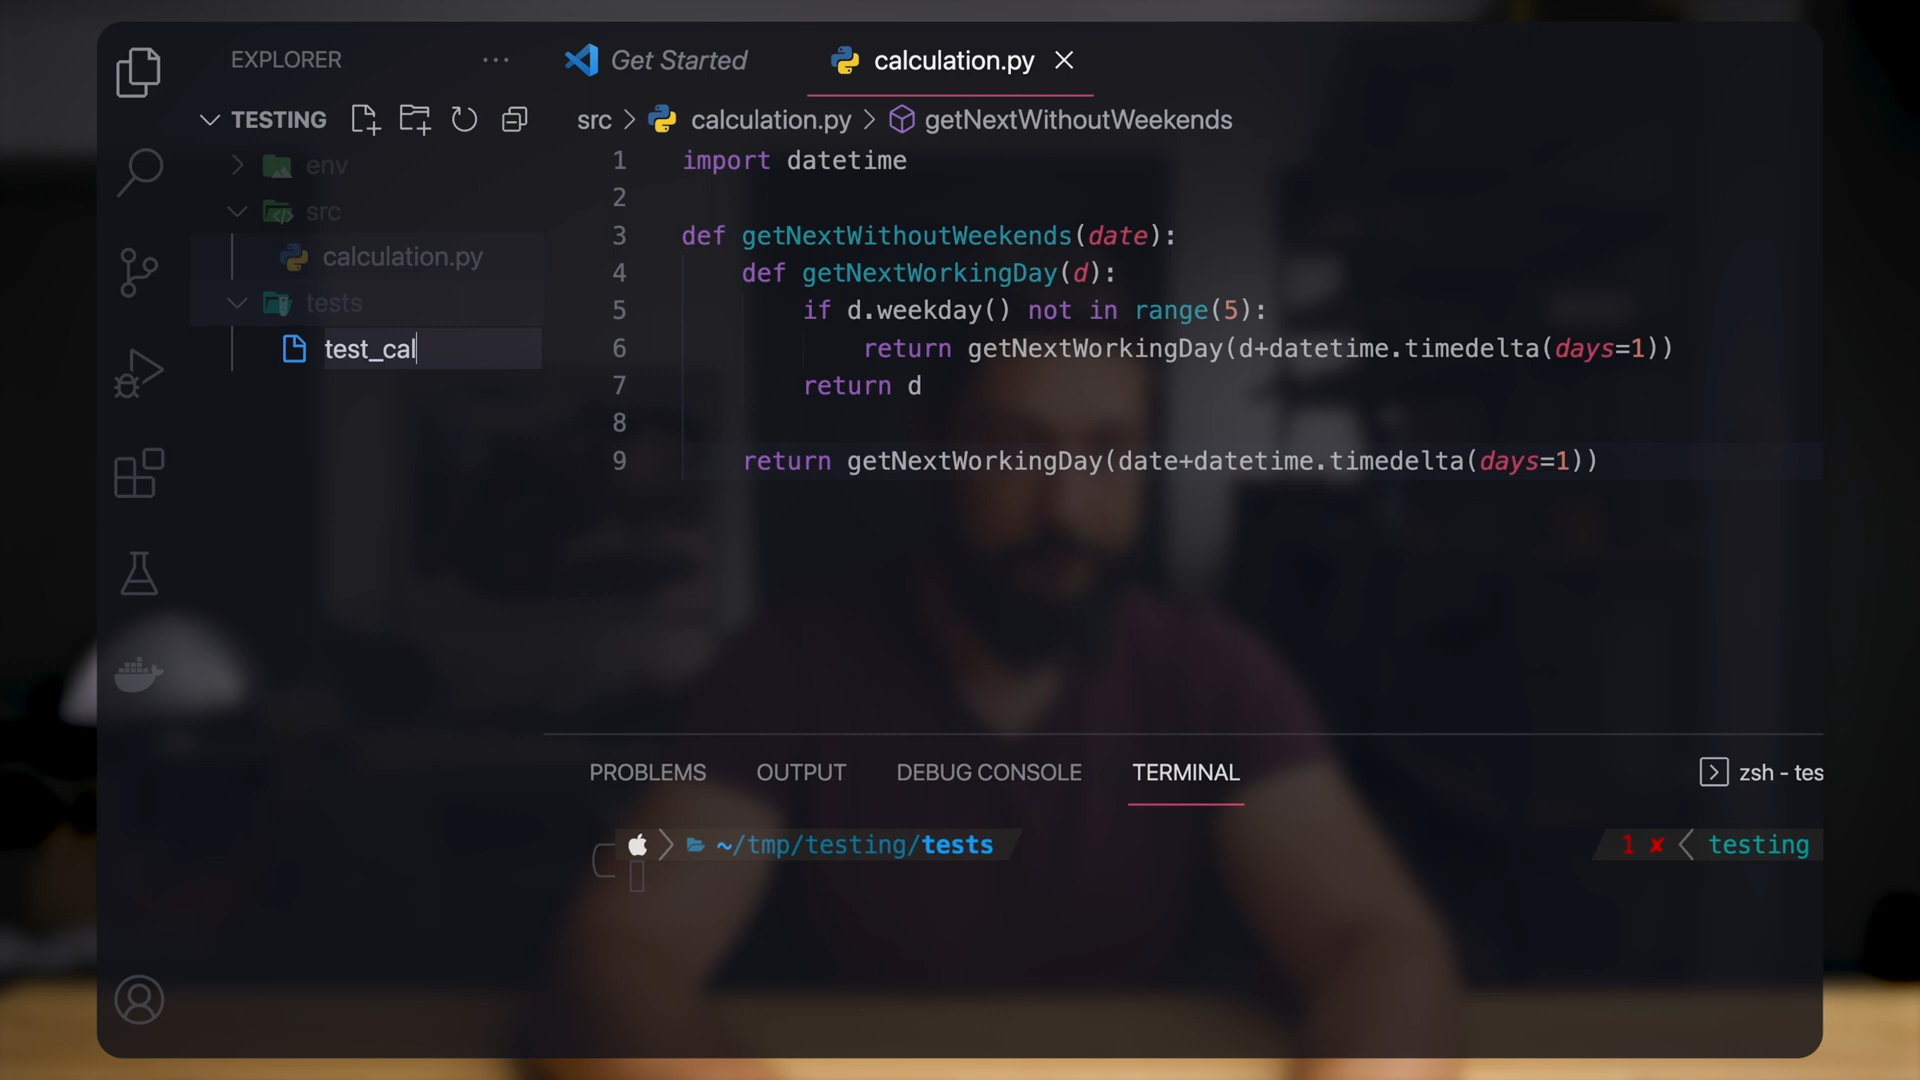 EXPLORER
Get Started
calculation.py
TESTING
src > calculation.py > getNextWithoutWeekends
env
src
calculation.py
tests
test_cal
1 import datetime
2
3 def getNextWithoutWeekends(date):
4 def getNextWorkingDay(d):
5 if d.weekday() not in range(5):
6 return getNextWorkingDay(d+datetime.timedelta(days=1))
7 return d
8
9 return getNextWorkingDay(date+datetime.timedelta(days=1))
PROBLEMS
OUTPUT
DEBUG CONSOLE
TERMINAL
zsh - tes
~/tmp/testing/tests
1 ✘ testing